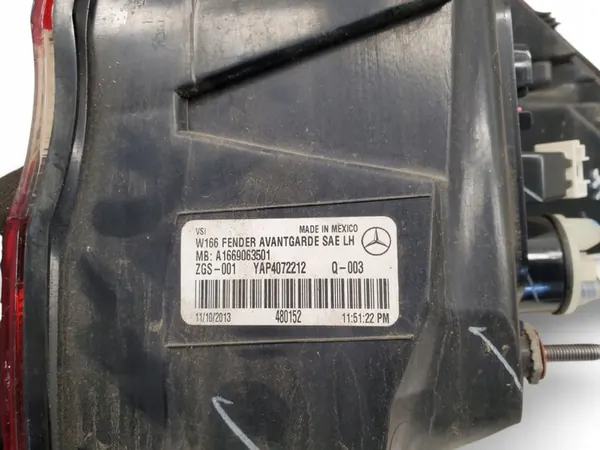 VSI MADE IN MEXICO
W166 FENDER AVANTGARDE SAE LH
MB: A1669063501
ZGS-001 YAP4072212 Q-003
11/10/2013 480152 11:51:22 PM